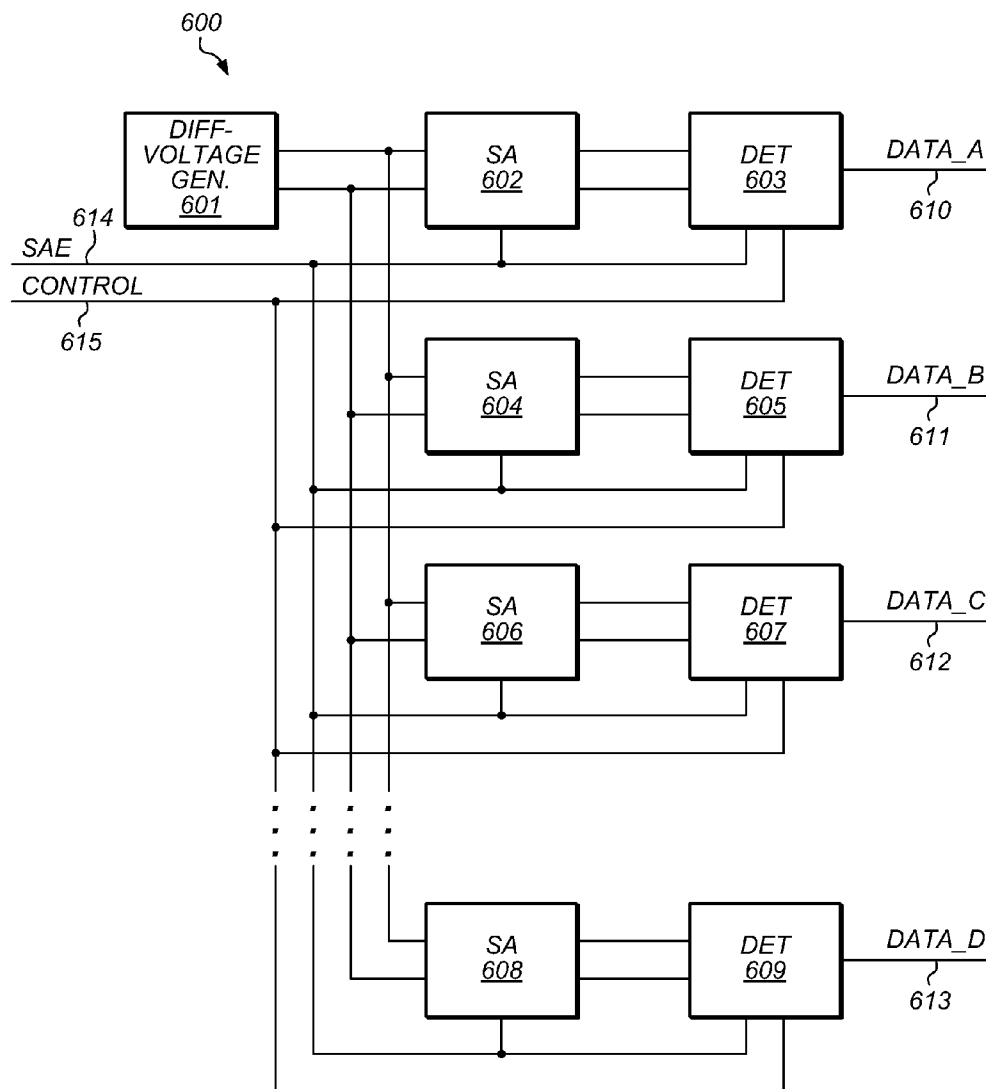 600
DIFF-
VOLTAGE
GEN.
601
SA
602
DET
603
DATA_A
610
614
SAE
CONTROL
615
SA
604
DET
605
DATA_B
611
SA
606
DET
607
DATA_C
612
SA
608
DET
609
DATA_D
613